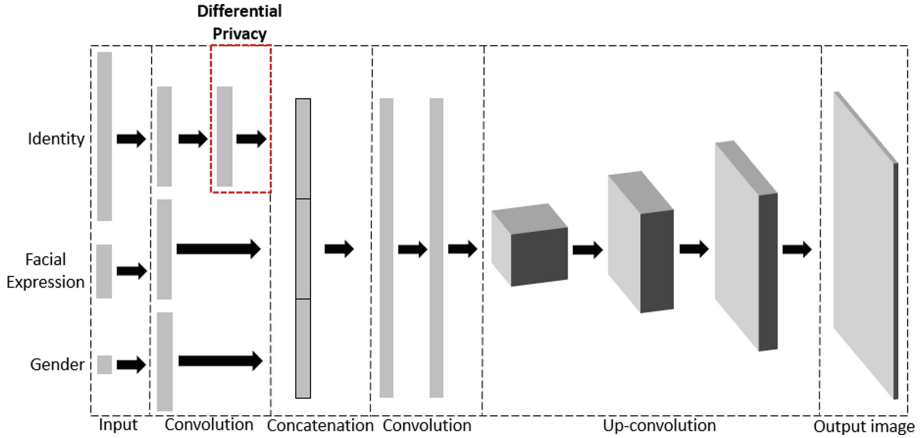 Differential
Privacy
Identity
Facial
Expression
Gender
Input
Convolution
Concatenation
Convolution
Up-convolution
Output image